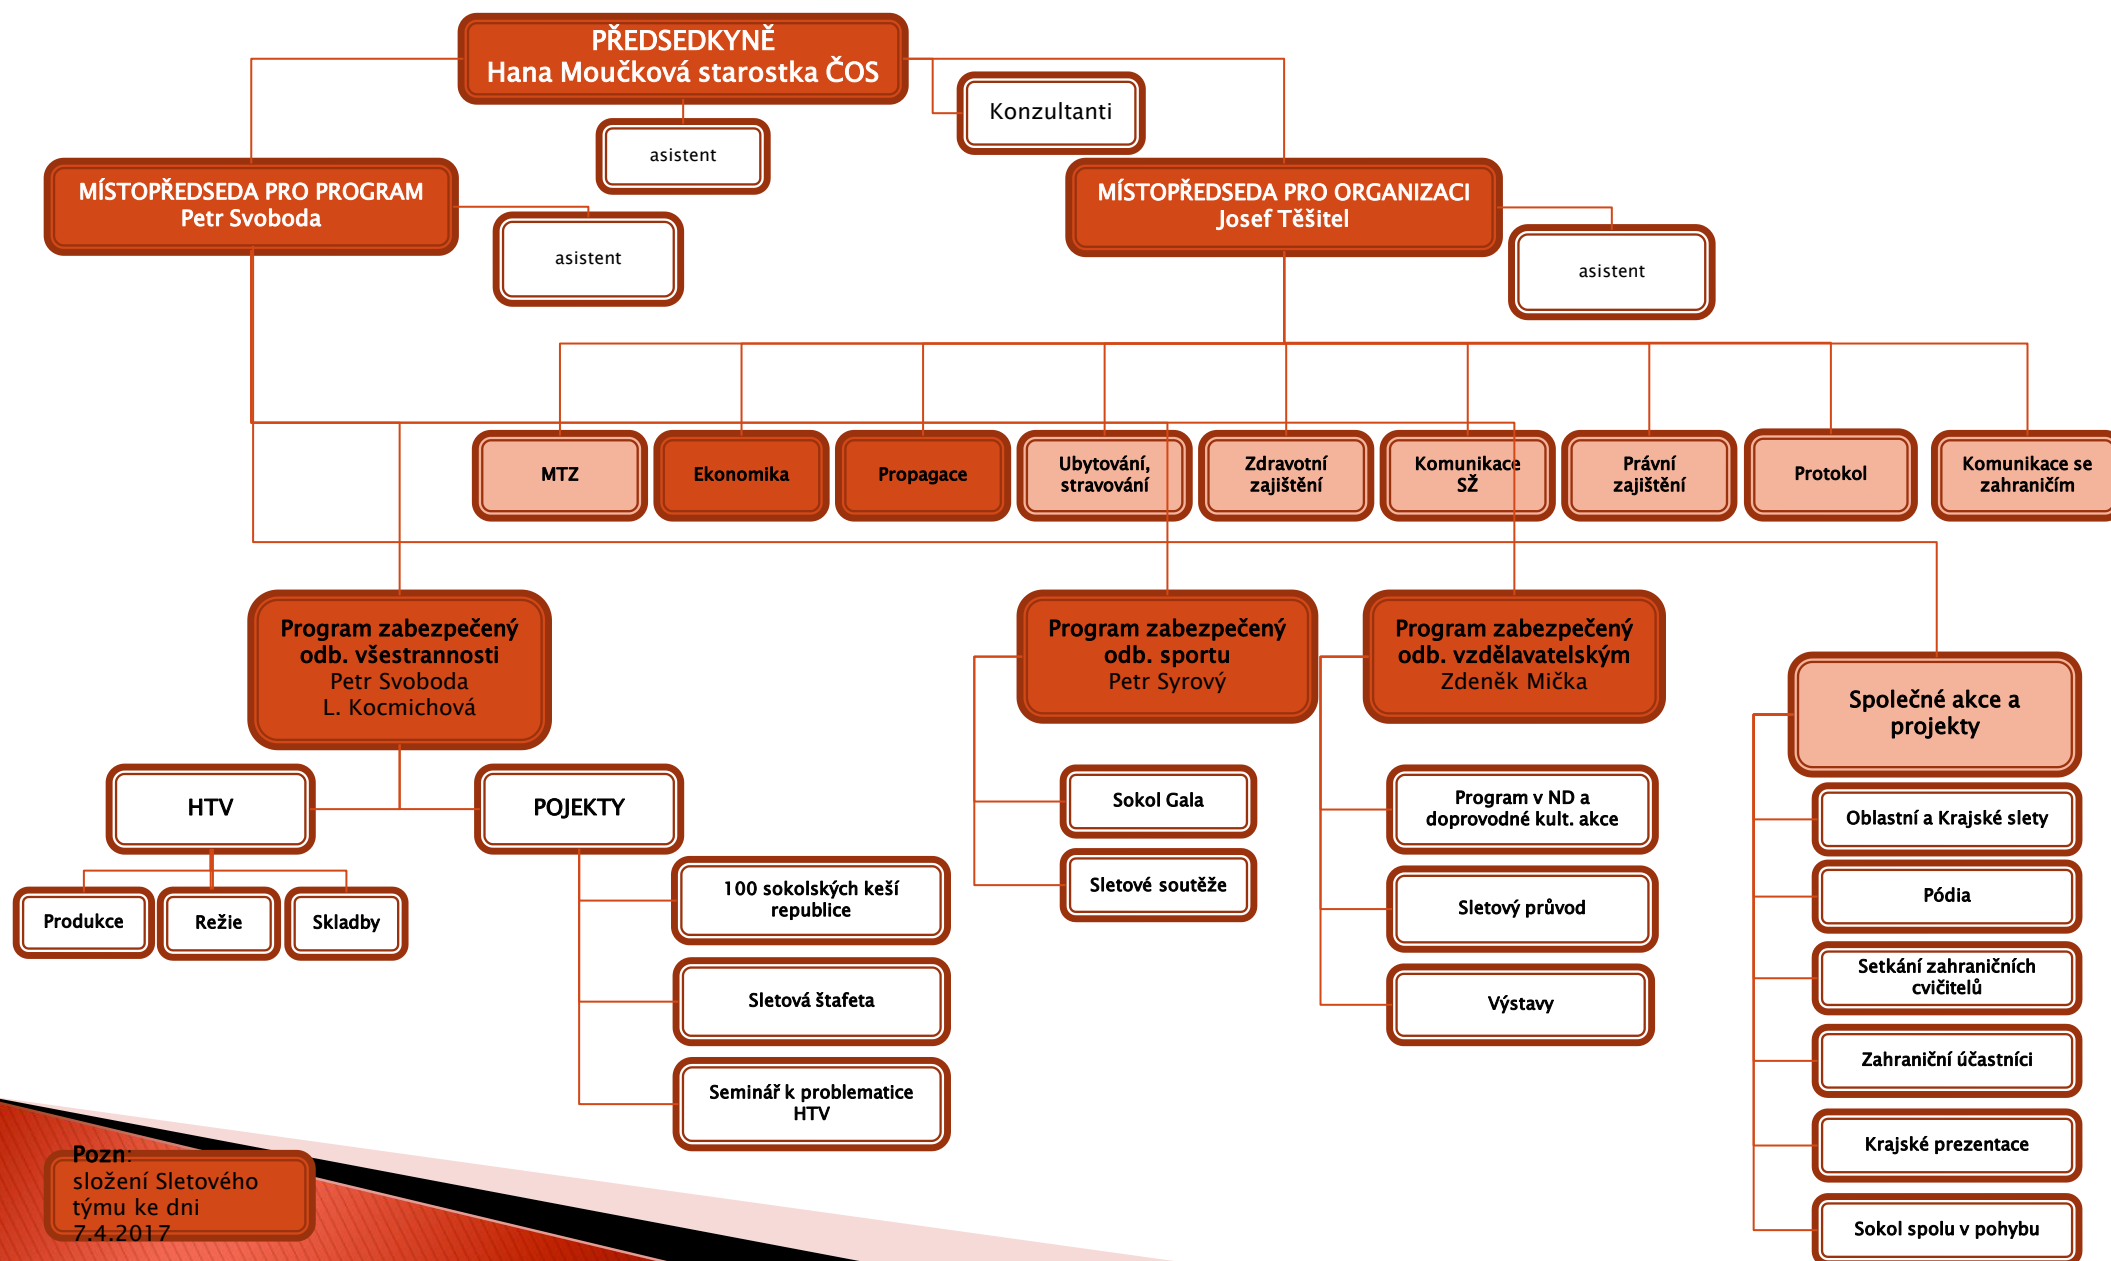 PŘEDSEDKYNĚ
Hana Moučková starostka ČOS
Konzultanti
asistent
MÍSTOPŘEDSEDA PRO PROGRAM
Petr Svoboda
asistent
MÍSTOPŘEDSEDA PRO ORGANIZACI
Josef Těšitel
asistent
MTZ
Ekonomika
Propagace
Ubytování,
stravování
Zdravotní
zajištění
Komunikace
SŽ
Právní
zajištění
Protokol
Komunikace se
zahraničím
Program zabezpečený
odb. všestrannosti
Petr Svoboda
L. Kocmichová
Program zabezpečený
odb. sportu
Petr Syrový
Program zabezpečený
odb. vzdělavatelským
Zdeněk Mička
Společné akce a
projekty
HTV
POJEKTY
Produkce
Režie
Skladby
100 sokolských keší
republice
Sletová štafeta
Seminář k problematice
HTV
Sokol Gala
Sletové soutěže
Program v ND a
doprovodné kult. akce
Sletový průvod
Výstavy
Oblastní a Krajské slety
Pódia
Setkání zahraničních
cvičitelů
Zahraniční účastníci
Krajské prezentace
Sokol spolu v pohybu
Pozn:
složení Sletového
týmu ke dni
7.4.2017